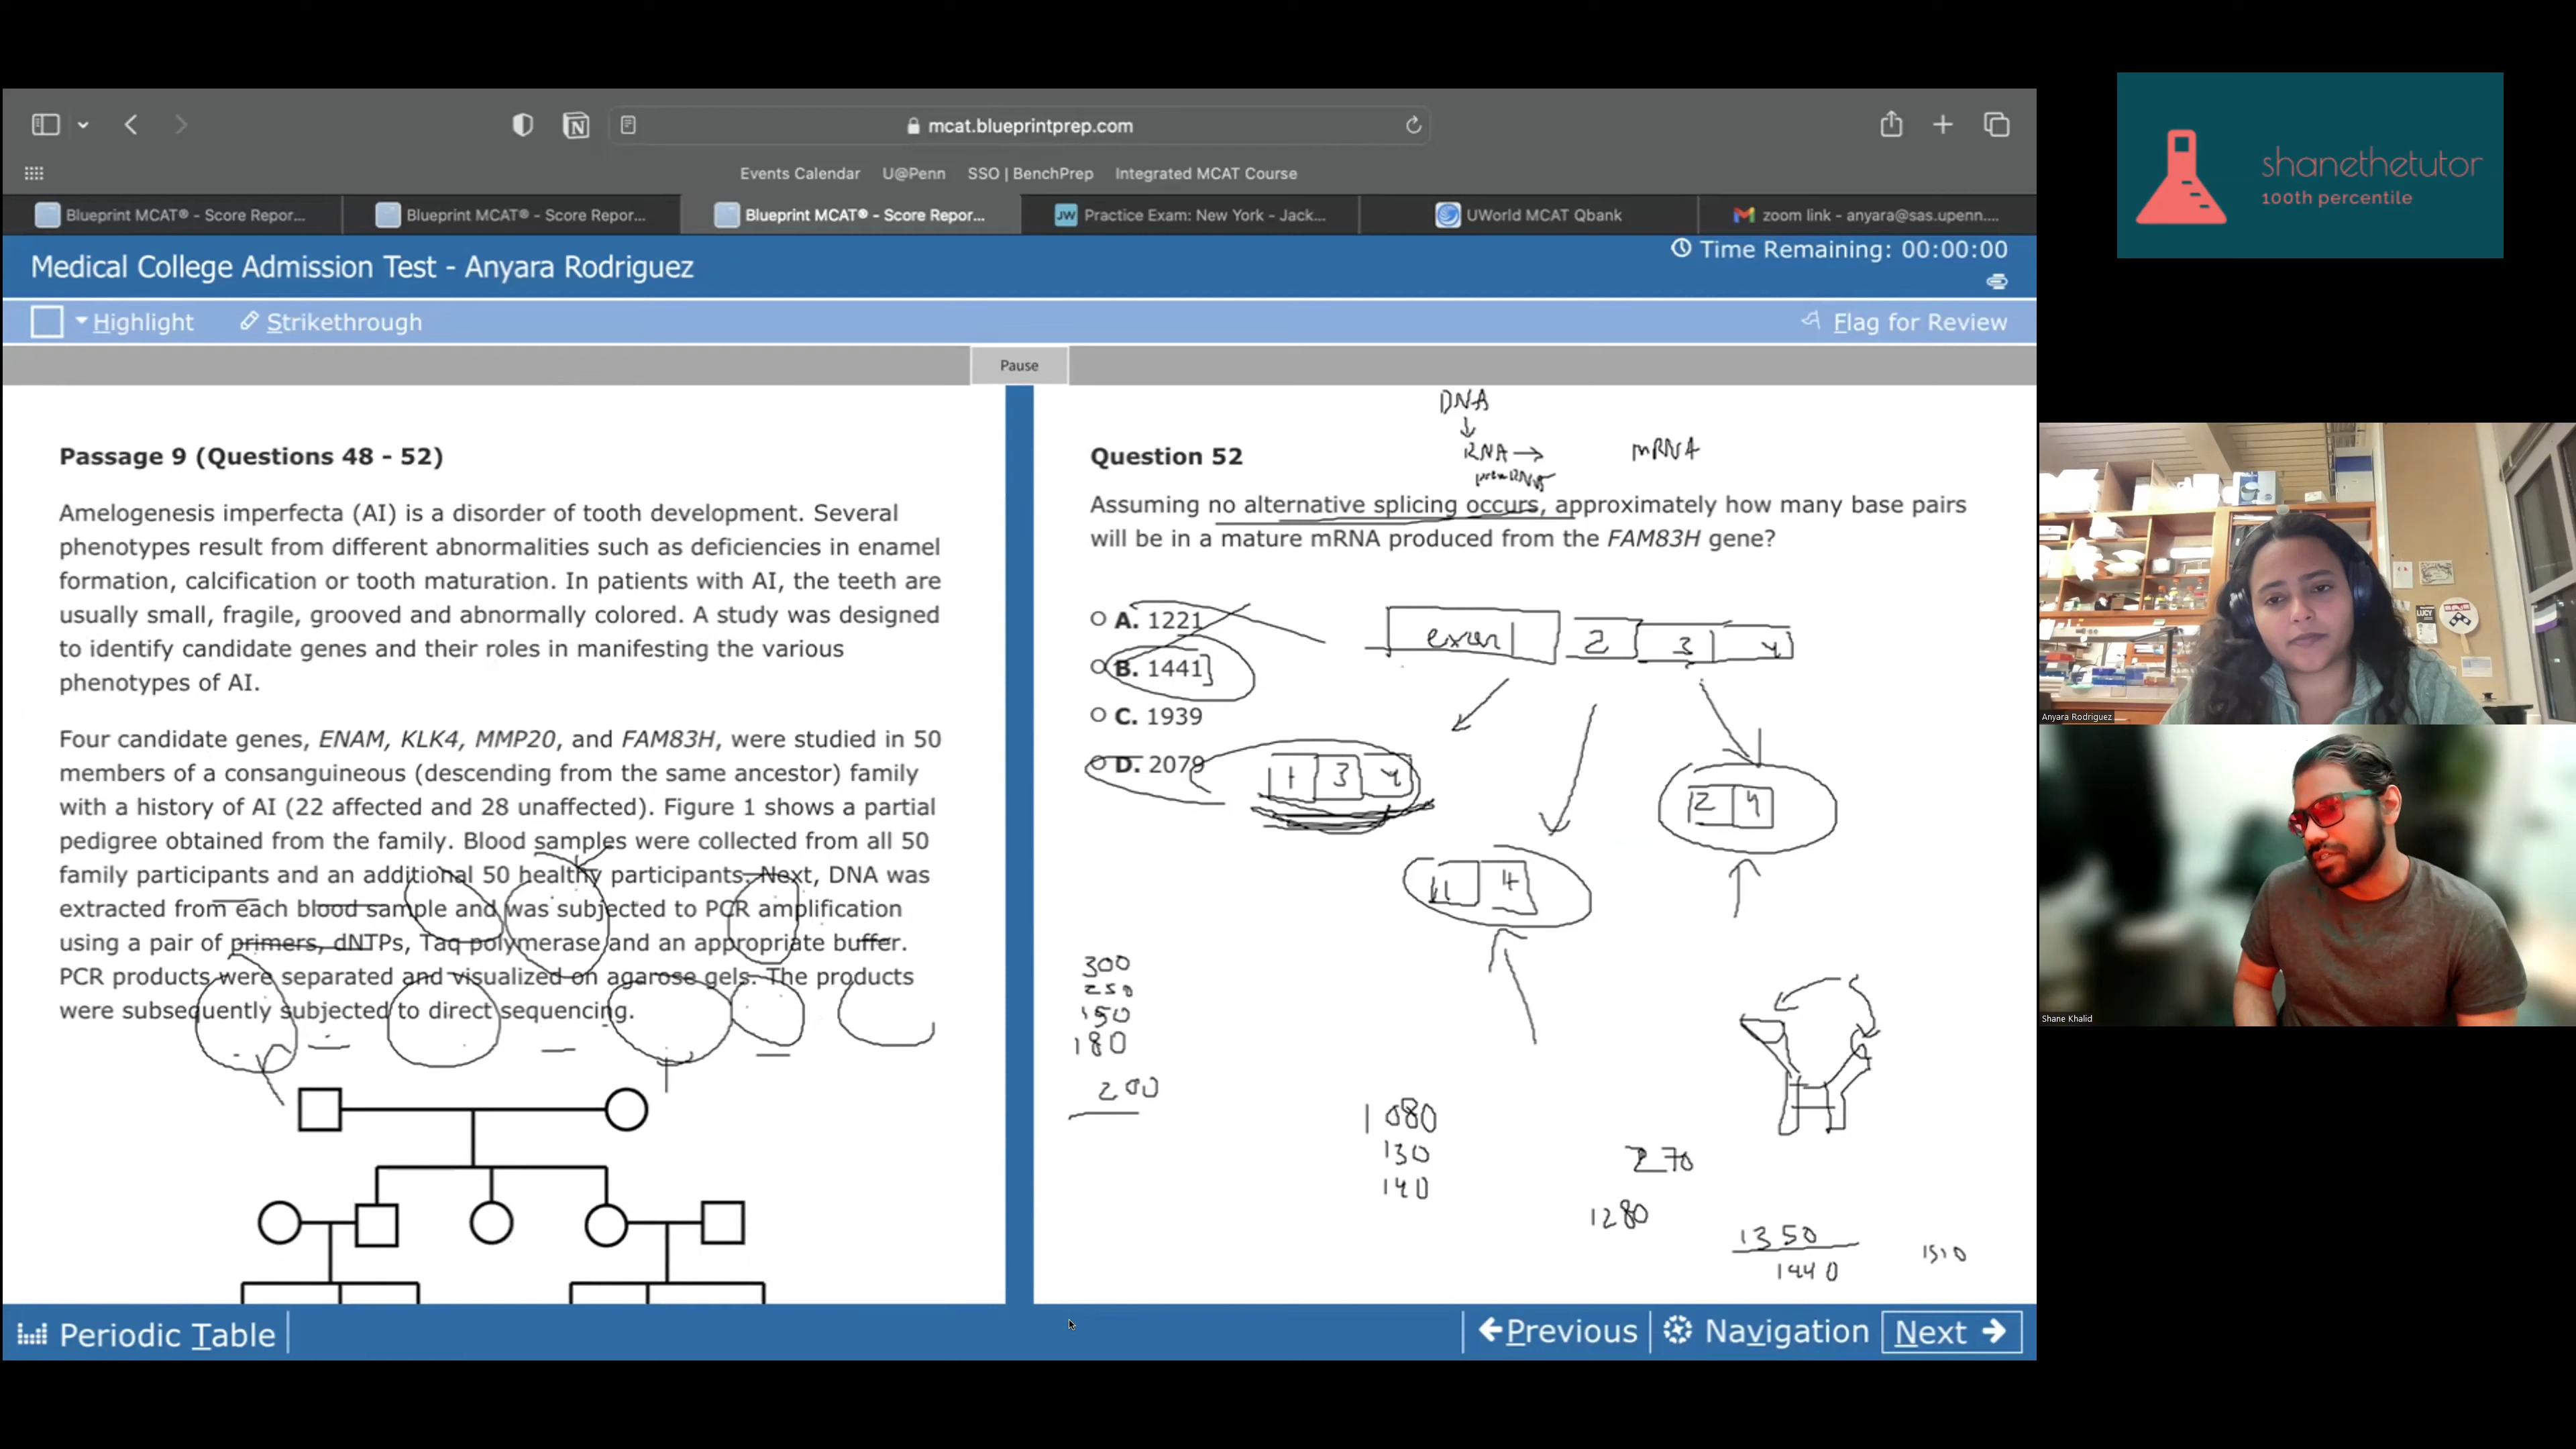 mcat.blueprintprep.com
Events Calendar U@Penn SSO | BenchPrep Integrated MCAT Course
Blueprint MCAT® - Score Repor... Blueprint MCAT® - Score Repor... Blueprint MCAT® - Score Repor... JW Practice Exam: New York - Jack... UWorld MCAT Qbank zoom link - anyara@sas.upenn....
Medical College Admission Test - Anyara Rodriguez
Time Remaining: 00:00:00
Highlight Strikethrough Flag for Review
Pause
Passage 9 (Questions 48 - 52)
Amelogenesis imperfecta (AI) is a disorder of tooth development. Several
phenotypes result from different abnormalities such as deficiencies in enamel
formation, calcification or tooth maturation. In patients with AI, the teeth are
usually small, fragile, grooved and abnormally colored. A study was designed
to identify candidate genes and their roles in manifesting the various
phenotypes of AI.
Four candidate genes, ENAM, KLK4, MMP20, and FAM83H, were studied in 50
members of a consanguineous (descending from the same ancestor) family
with a history of AI (22 affected and 28 unaffected). Figure 1 shows a partial
pedigree obtained from the family. Blood samples were collected from all 50
family participants and an additional 50 healthy participants. Next, DNA was
extracted from each blood sample and was subjected to PCR amplification
using a pair of primers, dNTPs, Taq polymerase and an appropriate buffer.
PCR products were separated and visualized on agarose gels. The products
were subsequently subjected to direct sequencing.
DNA
RNA mRNA
Question 52
Assuming no alternative splicing occurs, approximately how many base pairs
will be in a mature mRNA produced from the FAM83H gene?
A. 1221
B. 1441
C. 1939
D. 2079
exon 2 3 4
1 3 4
2 4
4
300
250
150
180
200
1080
130
140
270
1280
1350
1440
Periodic Table
Previous Navigation Next
shanethetutor
100th percentile
Anyara Rodriguez
Shane Khalid